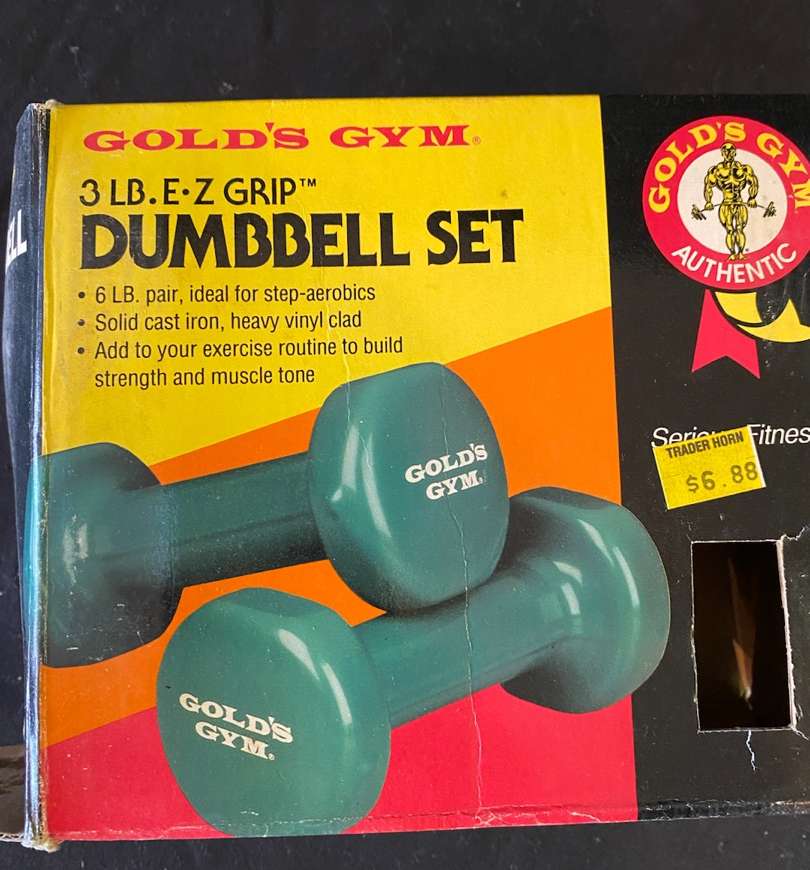 GOLD'S GYM®
3 LB. E·Z GRIP™
DUMBBELL SET
• 6 LB. pair, ideal for step-aerobics
• Solid cast iron, heavy vinyl clad
• Add to your exercise routine to build
strength and muscle tone
GOLD'S GYM
AUTHENTIC
TRADER HORN
$6.88
GOLD'S
GYM®
GOLD'S
GYM®